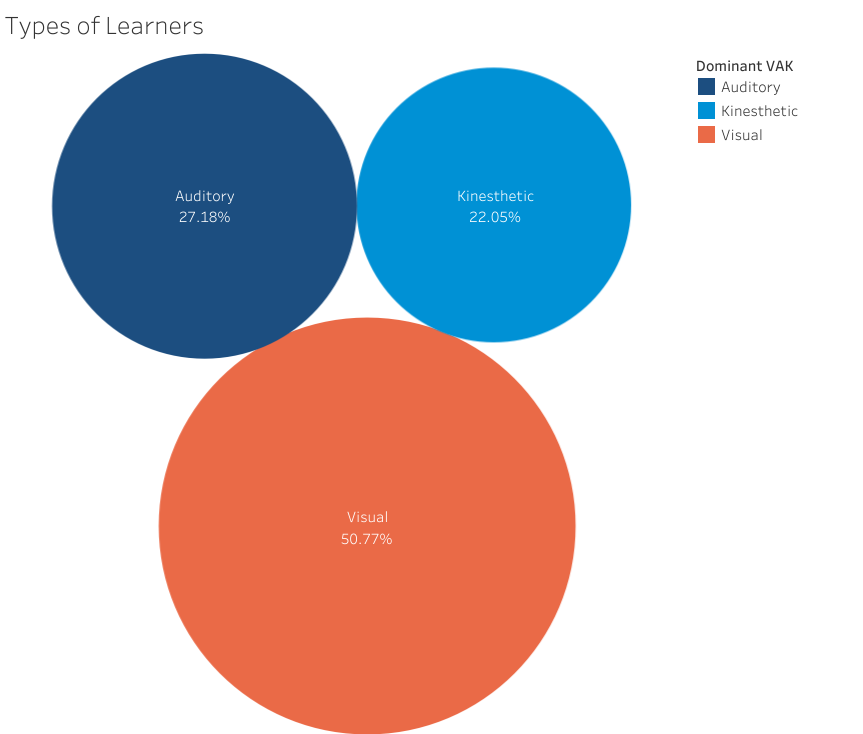 Types of Learners
Dominant VAK
Auditory
Kinesthetic
Visual
Auditory
27.18%
Kinesthetic
22.05%
Visual
50.77%